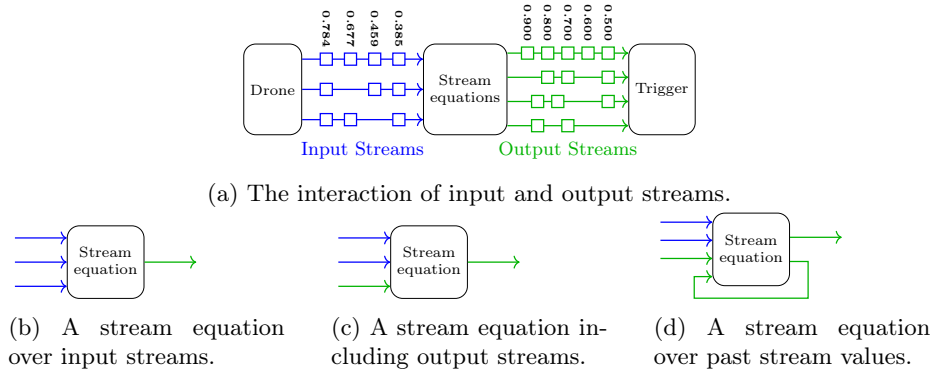 0.784 0.677 0.459 0.385 0.900 0.800 0.700 0.600 0.500
Drone
Stream
equations
Trigger
Input Streams
Output Streams
(a) The interaction of input and output streams.
Stream
equation
(b) A stream equation
over input streams.
Stream
equation
(c) A stream equation in-
cluding output streams.
Stream
equation
(d) A stream equation
over past stream values.